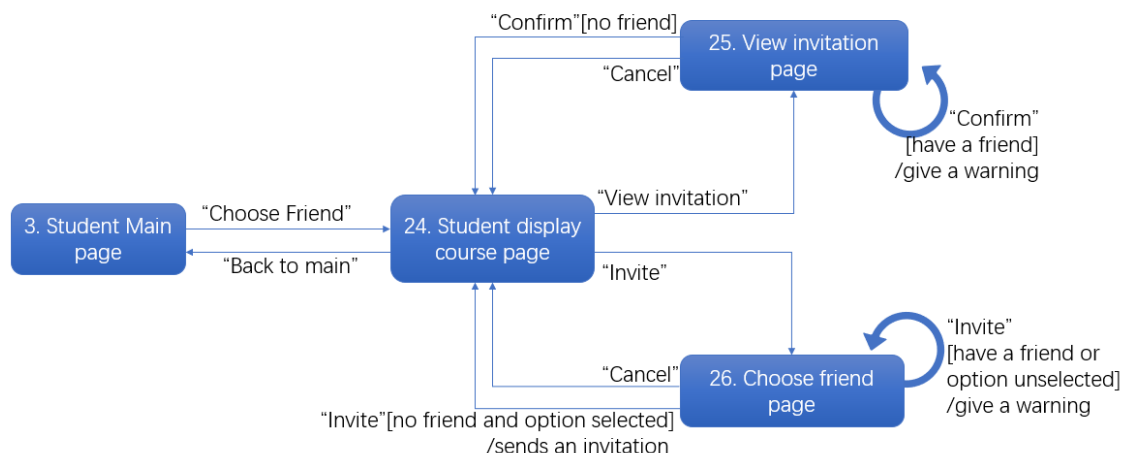 “Confirm”[no friend]
25. View invitation
page
“Cancel”
“Confirm”
[have a friend]
/give a warning
“View invitation”
3. Student Main
page
“Choose Friend”
24. Student display
course page
“Back to main”
“Invite”
“Invite”
[have a friend or
option unselected]
/give a warning
“Cancel”
26. Choose friend
page
“Invite”[no friend and option selected]
/sends an invitation